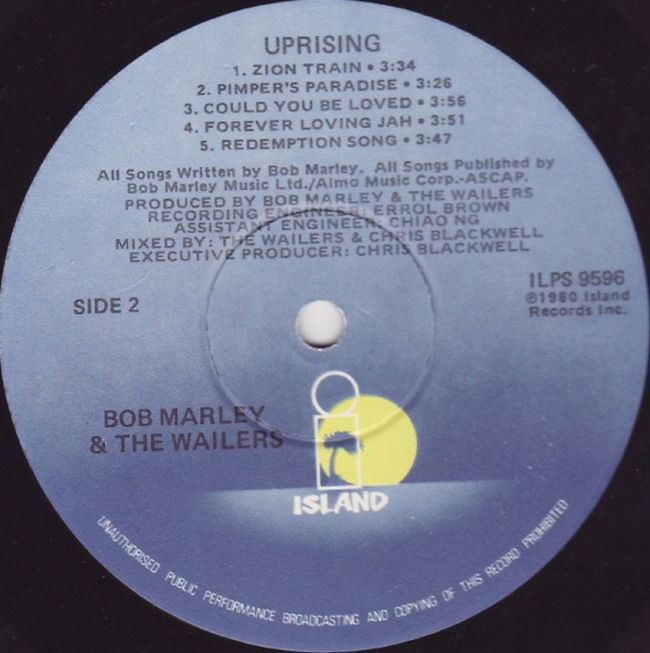 UPRISING
1. ZION TRAIN • 3:34
2. PIMPER'S PARADISE • 3:26
3. COULD YOU BE LOVED • 3:56
4. FOREVER LOVING JAH • 3:51
5. REDEMPTION SONG • 3:47
All Songs Written by Bob Marley. All Songs Published by
Bob Marley Music Ltd./Almo Music Corp.-ASCAP.
PRODUCED BY BOB MARLEY & THE WAILERS
RECORDING ENGINEER: ERROL BROWN
ASSISTANT ENGINEER: CHIAO NG
MIXED BY: THE WAILERS & CHRIS BLACKWELL
EXECUTIVE PRODUCER: CHRIS BLACKWELL
SIDE 2
ILPS 9596
℗1980 Island
Records Inc.
BOB MARLEY
& THE WAILERS
ISLAND
UNAUTHORISED PUBLIC PERFORMANCE BROADCASTING AND COPYING OF THIS RECORD PROHIBITED